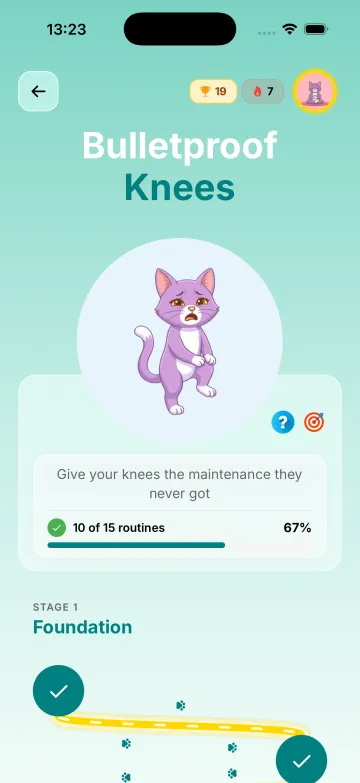 13:23
19
7
Bulletproof
Knees
?
Give your knees the maintenance they
never got
10 of 15 routines
67%
STAGE 1
Foundation